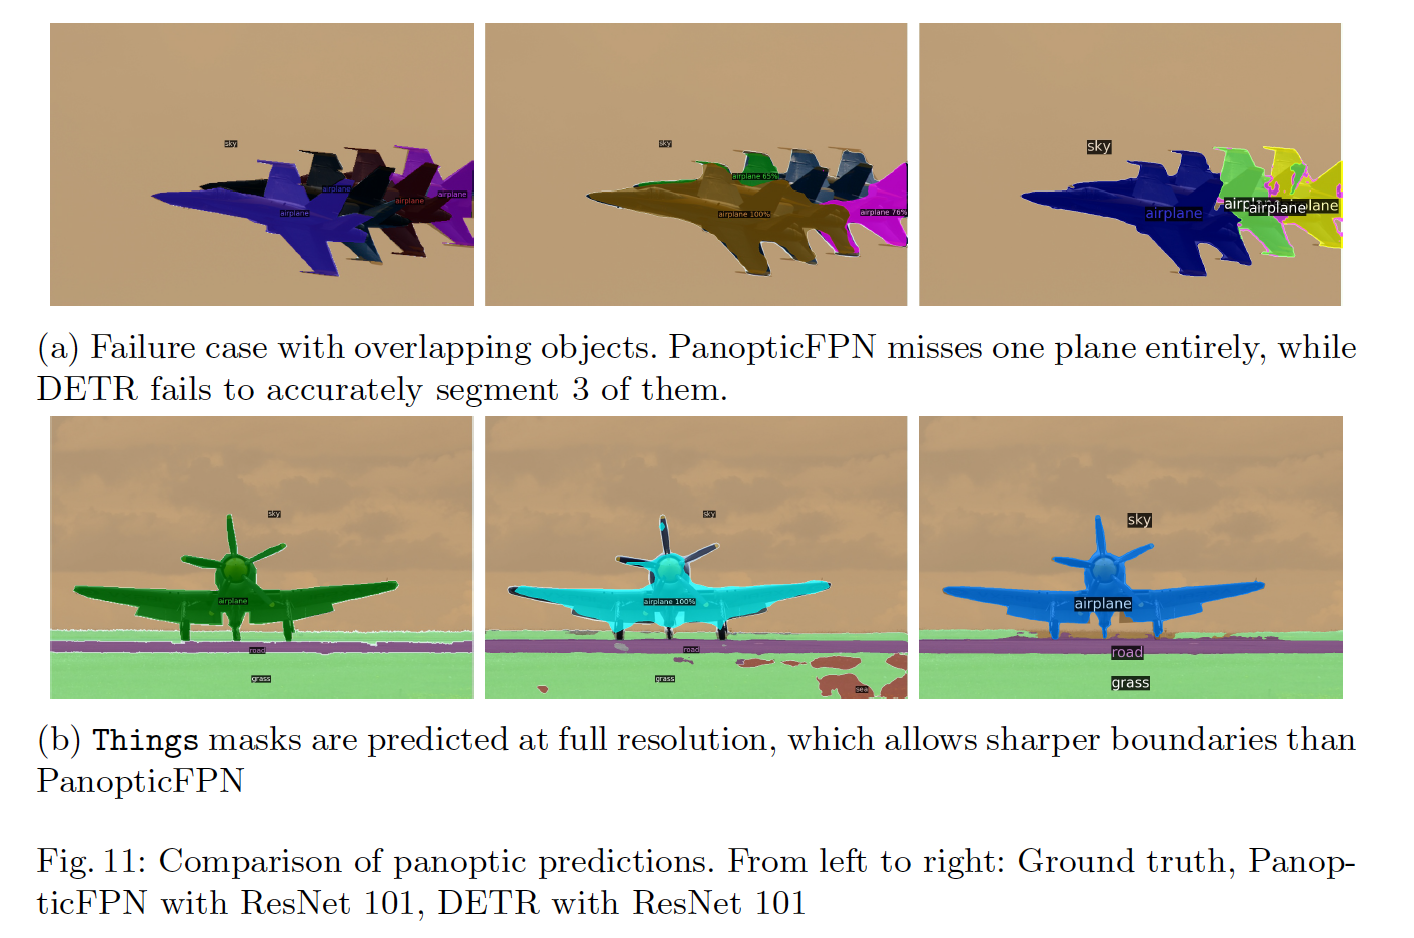 sky
airplane
airplane
airplane
airplane
sky
airplane 65%
airplane 100%
airplane 76%
sky
airplane
airplane
(a) Failure case with overlapping objects. PanopticFPN misses one plane entirely, while
DETR fails to accurately segment 3 of them.
sky
airplane
road
grass
sky
airplane 100%
road
grass
sea
sky
airplane
road
grass
(b) Things masks are predicted at full resolution, which allows sharper boundaries than
PanopticFPN
Fig. 11: Comparison of panoptic predictions. From left to right: Ground truth, Panop-
ticFPN with ResNet 101, DETR with ResNet 101